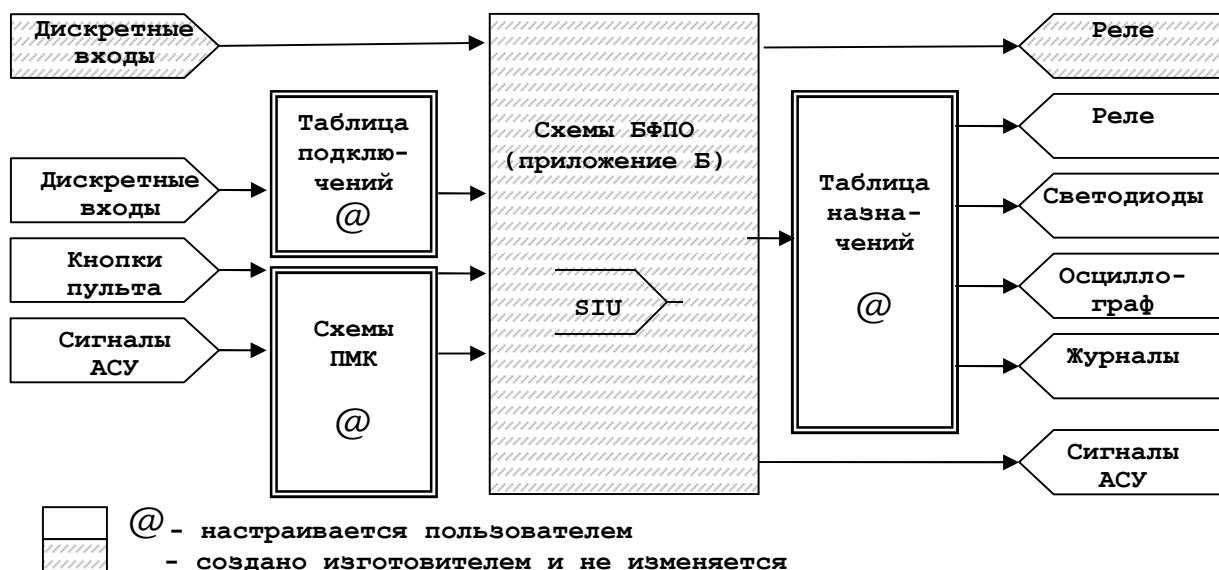 Дискретные
входы
Реле
Таблица
подклю-
чений
@
Схемы БФПО
(приложение Б)
Реле
Дискретные
входы
Таблица
назна-
чений
@
Светодиоды
Кнопки
пульта
SIU
Осцилло-
граф
Сигналы
АСУ
Схемы
ПМК
@
Журналы
Сигналы
АСУ
@ - настраивается пользователем
- создано изготовителем и не изменяется